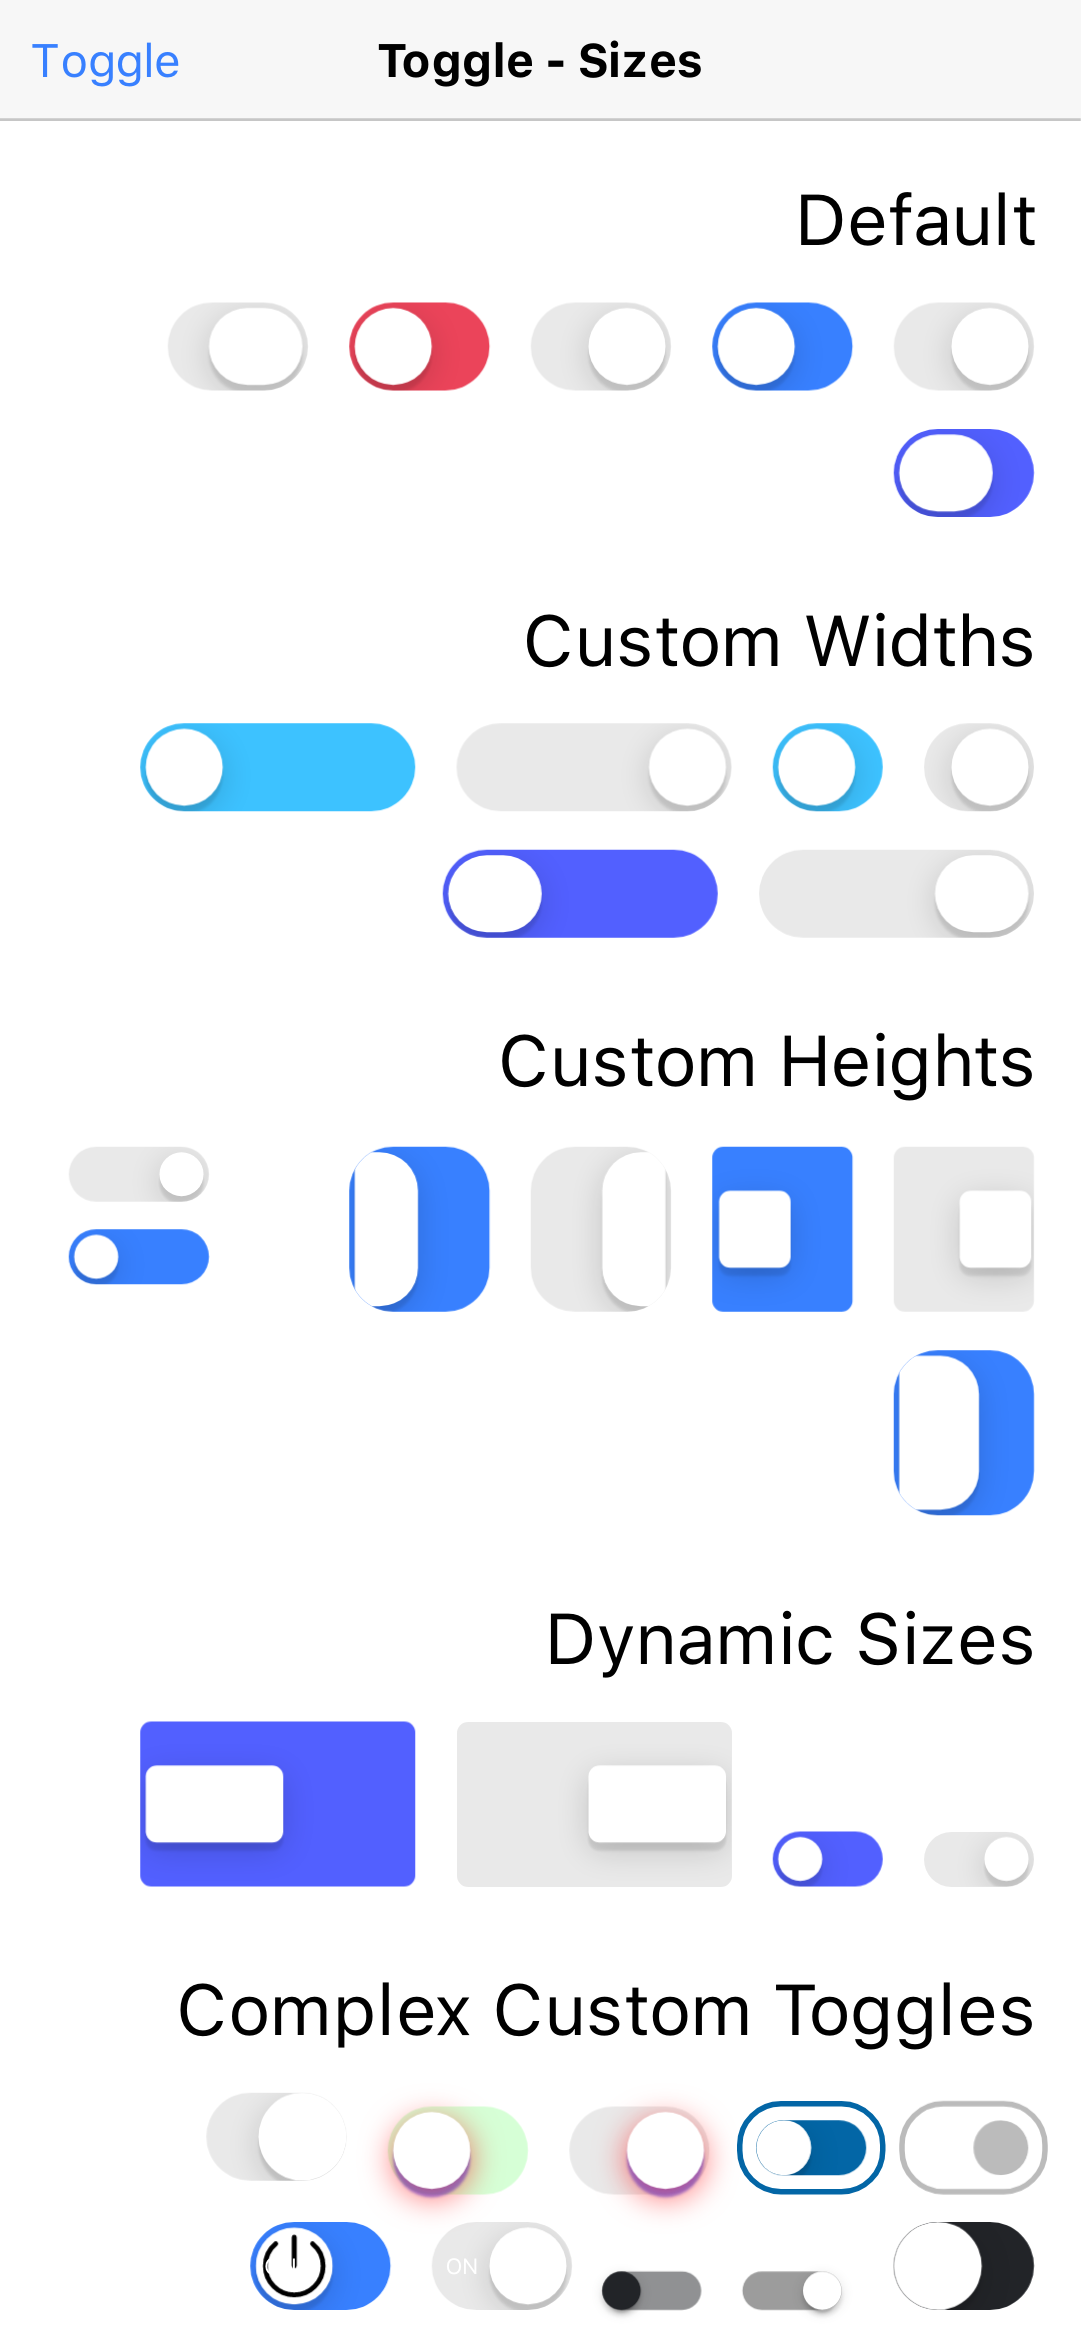 Toggle
Toggle - Sizes
Default
Custom Widths
Custom Heights
Dynamic Sizes
Complex Custom Toggles
ON